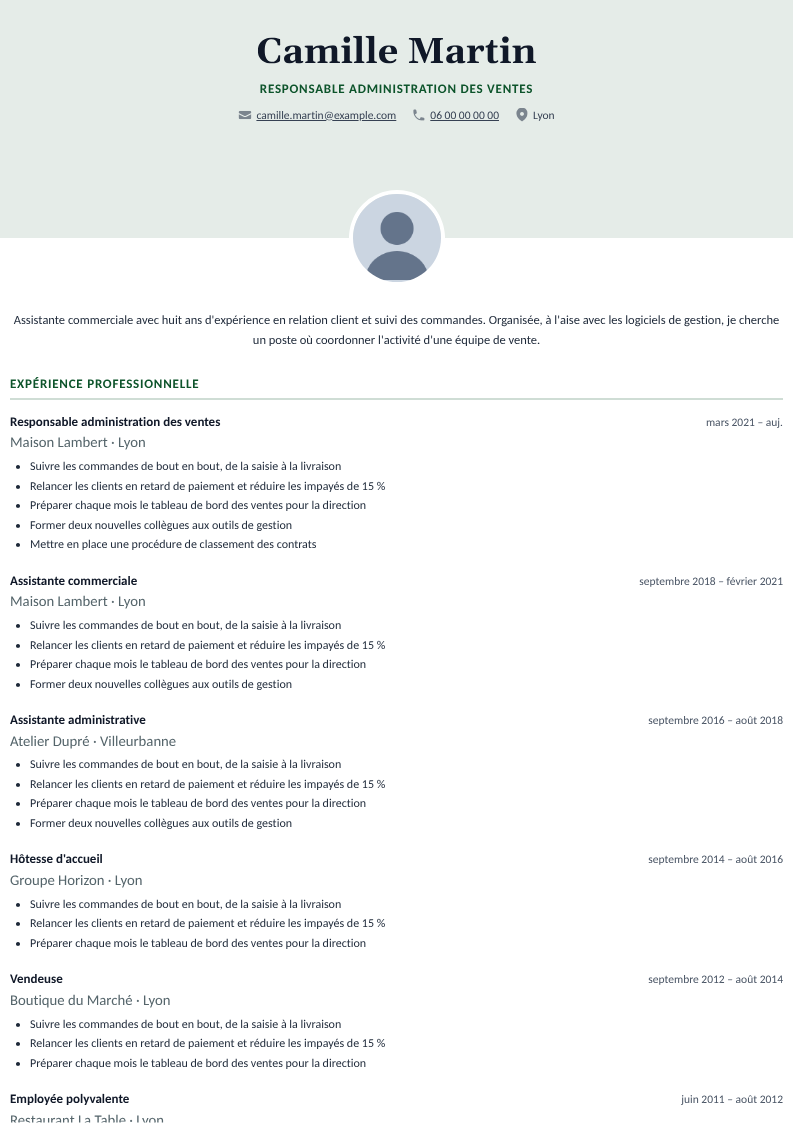 Camille Martin
RESPONSABLE ADMINISTRATION DES VENTES
camille.martin@example.com 06 00 00 00 00 Lyon
Assistante commerciale avec huit ans d'expérience en relation client et suivi des commandes. Organisée, à l'aise avec les logiciels de gestion, je cherche
un poste où coordonner l'activité d'une équipe de vente.
EXPÉRIENCE PROFESSIONNELLE
Responsable administration des ventes mars 2021 – auj.
Maison Lambert · Lyon
• Suivre les commandes de bout en bout, de la saisie à la livraison
• Relancer les clients en retard de paiement et réduire les impayés de 15 %
• Préparer chaque mois le tableau de bord des ventes pour la direction
• Former deux nouvelles collègues aux outils de gestion
• Mettre en place une procédure de classement des contrats
Assistante commerciale septembre 2018 – février 2021
Maison Lambert · Lyon
• Suivre les commandes de bout en bout, de la saisie à la livraison
• Relancer les clients en retard de paiement et réduire les impayés de 15 %
• Préparer chaque mois le tableau de bord des ventes pour la direction
• Former deux nouvelles collègues aux outils de gestion
Assistante administrative septembre 2016 – août 2018
Atelier Dupré · Villeurbanne
• Suivre les commandes de bout en bout, de la saisie à la livraison
• Relancer les clients en retard de paiement et réduire les impayés de 15 %
• Préparer chaque mois le tableau de bord des ventes pour la direction
• Former deux nouvelles collègues aux outils de gestion
Hôtesse d'accueil septembre 2014 – août 2016
Groupe Horizon · Lyon
• Suivre les commandes de bout en bout, de la saisie à la livraison
• Relancer les clients en retard de paiement et réduire les impayés de 15 %
• Préparer chaque mois le tableau de bord des ventes pour la direction
Vendeuse septembre 2012 – août 2014
Boutique du Marché · Lyon
• Suivre les commandes de bout en bout, de la saisie à la livraison
• Relancer les clients en retard de paiement et réduire les impayés de 15 %
• Préparer chaque mois le tableau de bord des ventes pour la direction
Employée polyvalente juin 2011 – août 2012
Restaurant La Table · Lyon